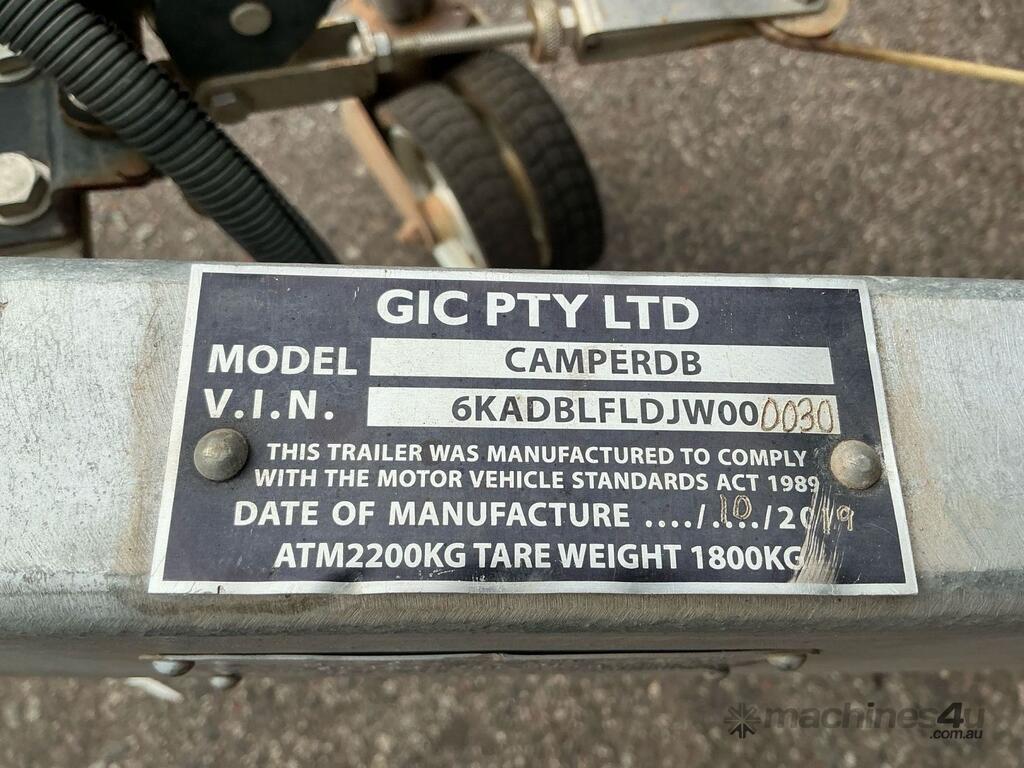 GIC PTY LTD
MODEL CAMPERDB
V.I.N. 6KADBLFLDJW000030
THIS TRAILER WAS MANUFACTURED TO COMPLY
WITH THE MOTOR VEHICLE STANDARDS ACT 1989
DATE OF MANUFACTURE ..../.10./2019
ATM2200KG TARE WEIGHT 1800KG
machines4u
.com.au